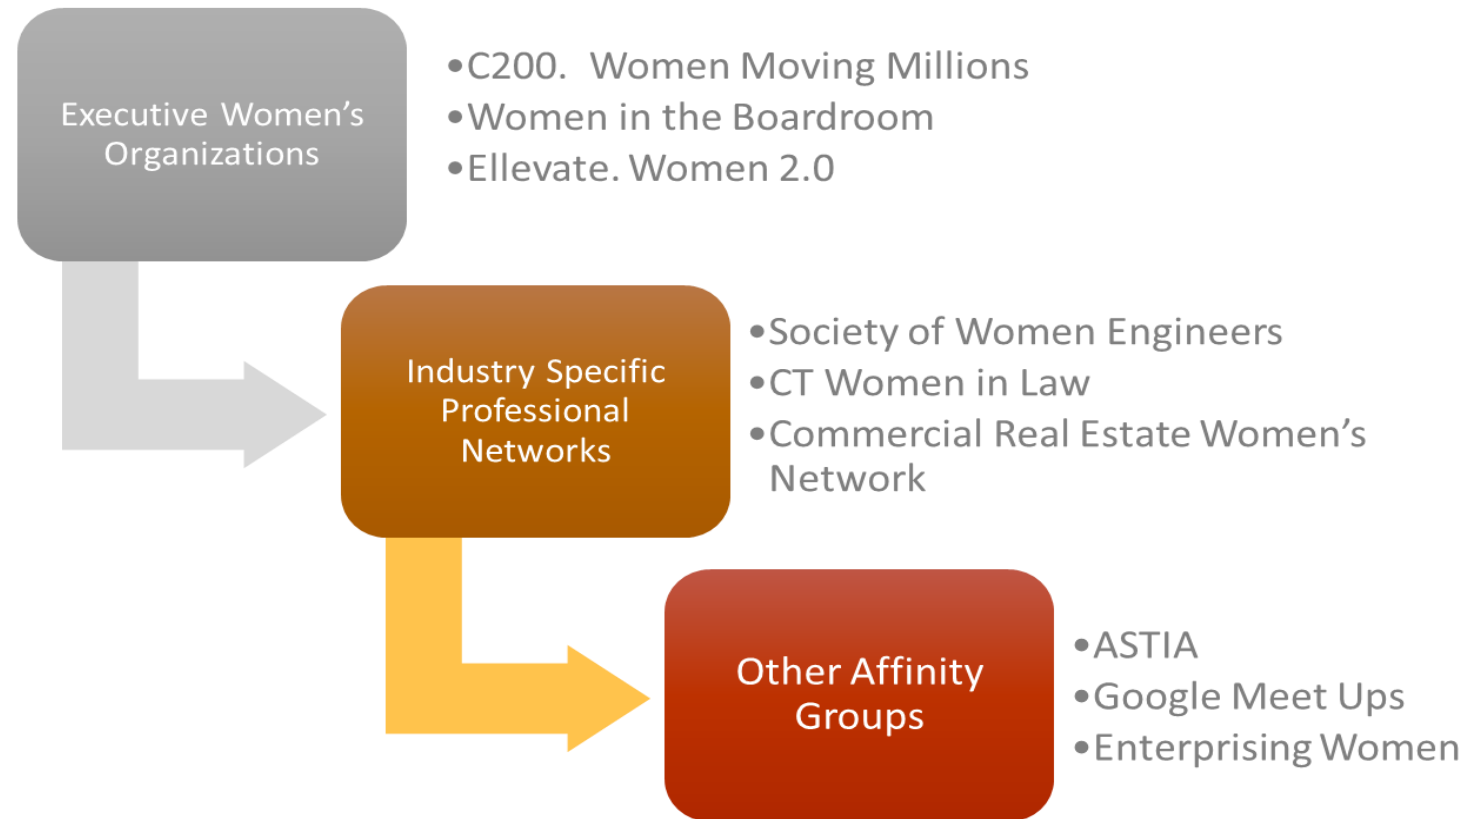 Executive Women’s
Organizations
•C200.  Women Moving Millions
•Women in the Boardroom
•Ellevate. Women 2.0
Industry Specific
Professional
Networks
•Society of Women Engineers
•CT Women in Law
•Commercial Real Estate Women’s
Network
Other Affinity
Groups
•ASTIA
•Google Meet Ups
•Enterprising Women